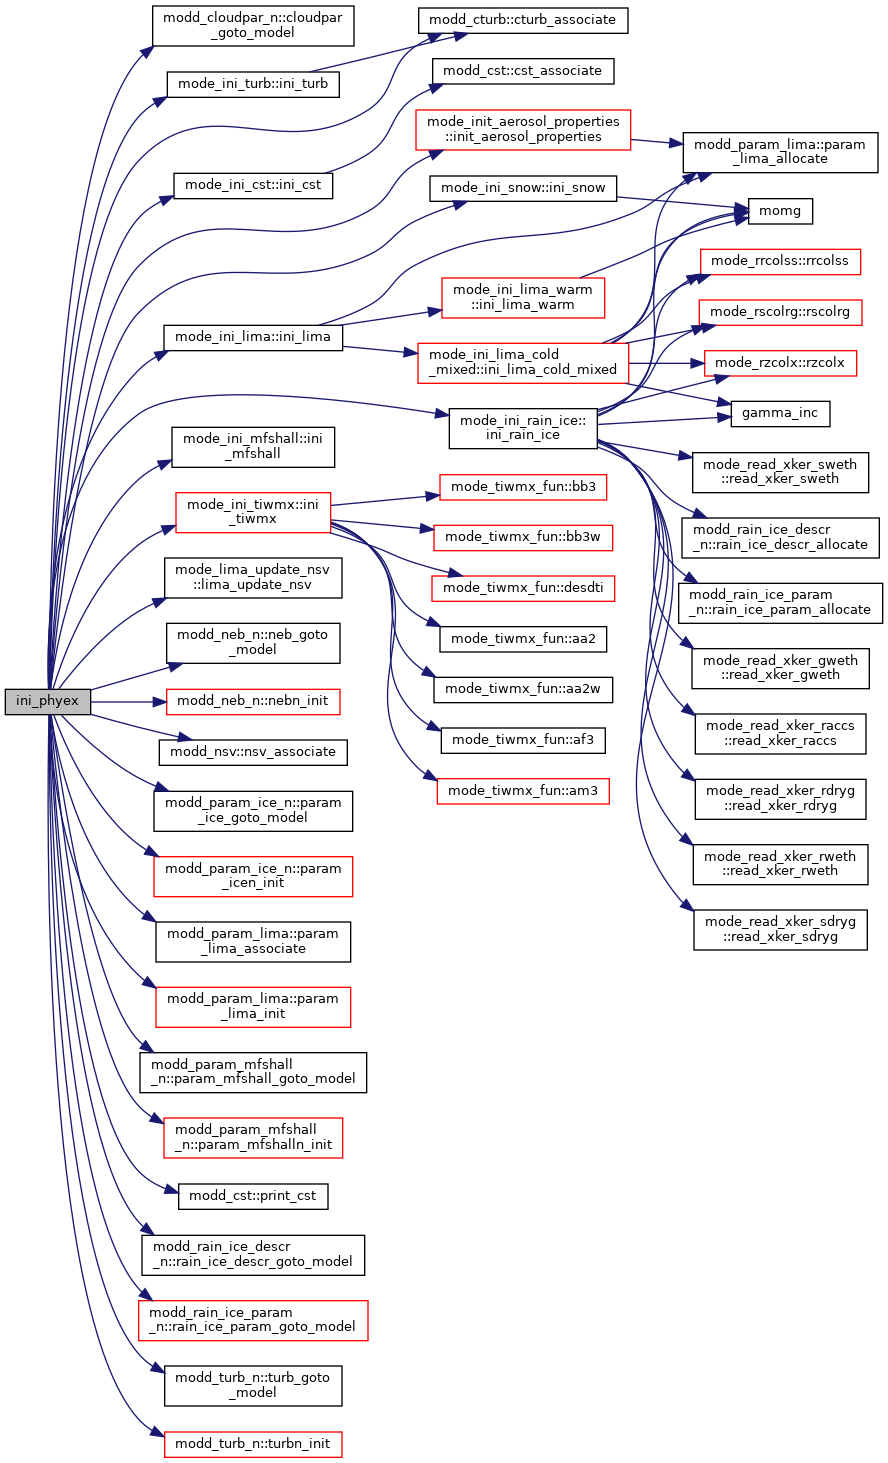 ini_phyex
modd_cloudpar_n::cloudpar
_goto_model
mode_ini_turb::ini_turb
mode_ini_cst::ini_cst
mode_ini_lima::ini_lima
mode_ini_mfshall::ini
_mfshall
mode_ini_tiwmx::ini
_tiwmx
mode_lima_update_nsv
::lima_update_nsv
modd_neb_n::neb_goto
_model
modd_neb_n::nebn_init
modd_nsv::nsv_associate
modd_param_ice_n::param
_ice_goto_model
modd_param_ice_n::param
_icen_init
modd_param_lima::param
_lima_associate
modd_param_lima::param
_lima_init
modd_param_mfshall
_n::param_mfshall_goto_model
modd_param_mfshall
_n::param_mfshalln_init
modd_cst::print_cst
modd_rain_ice_descr
_n::rain_ice_descr_goto_model
modd_rain_ice_param
_n::rain_ice_param_goto_model
modd_turb_n::turb_goto
_model
modd_turb_n::turbn_init
modd_cturb::cturb_associate
modd_cst::cst_associate
mode_init_aerosol_properties
::init_aerosol_properties
mode_ini_snow::ini_snow
mode_ini_lima_warm
::ini_lima_warm
mode_ini_lima_cold
_mixed::ini_lima_cold_mixed
mode_ini_rain_ice::
ini_rain_ice
mode_tiwmx_fun::bb3
mode_tiwmx_fun::bb3w
mode_tiwmx_fun::desdti
mode_tiwmx_fun::aa2
mode_tiwmx_fun::aa2w
mode_tiwmx_fun::af3
mode_tiwmx_fun::am3
modd_param_lima::param
_lima_allocate
momg
mode_rrcolss::rrcolss
mode_rscolrg::rscolrg
mode_rzcolx::rzcolx
gamma_inc
mode_read_xker_sweth
::read_xker_sweth
modd_rain_ice_descr
_n::rain_ice_descr_allocate
modd_rain_ice_param
_n::rain_ice_param_allocate
mode_read_xker_gweth
::read_xker_gweth
mode_read_xker_raccs
::read_xker_raccs
mode_read_xker_rdryg
::read_xker_rdryg
mode_read_xker_rweth
::read_xker_rweth
mode_read_xker_sdryg
::read_xker_sdryg